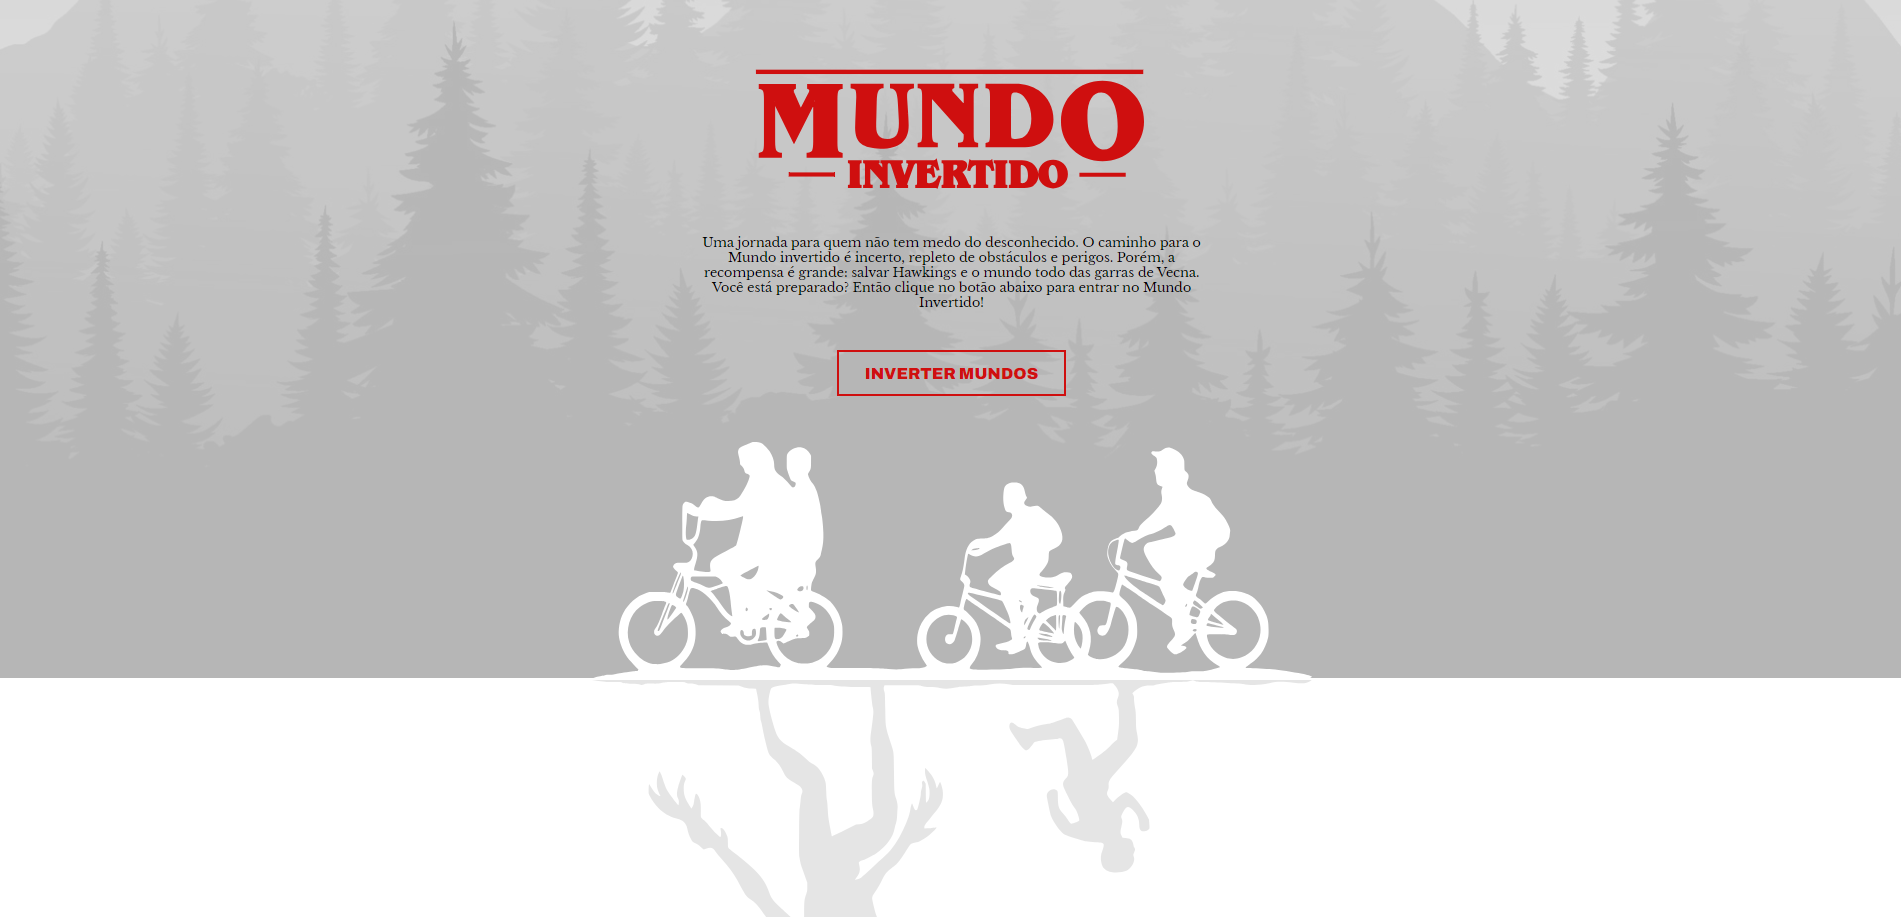 MUNDO
INVERTIDO
Uma jornada para quem não tem medo do desconhecido. O caminho para o
Mundo invertido é incerto, repleto de obstáculos e perigos. Porém, a
recompensa é grande: salvar Hawkings e o mundo todo das garras de Vecna.
Você está preparado? Então clique no botão abaixo para entrar no Mundo
Invertido!
INVERTER MUNDOS